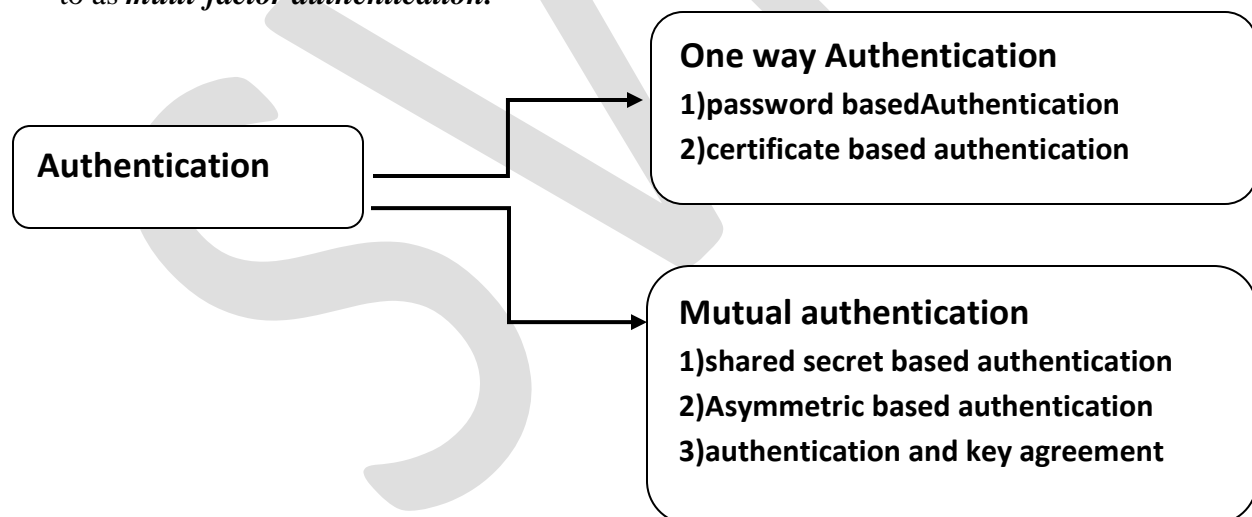 to as multi-factor authentication.
One way Authentication
1)password basedAuthentication
2)certificate based authentication
Authentication
Mutual authentication
1)shared secret based authentication
2)Asymmetric based authentication
3)authentication and key agreement